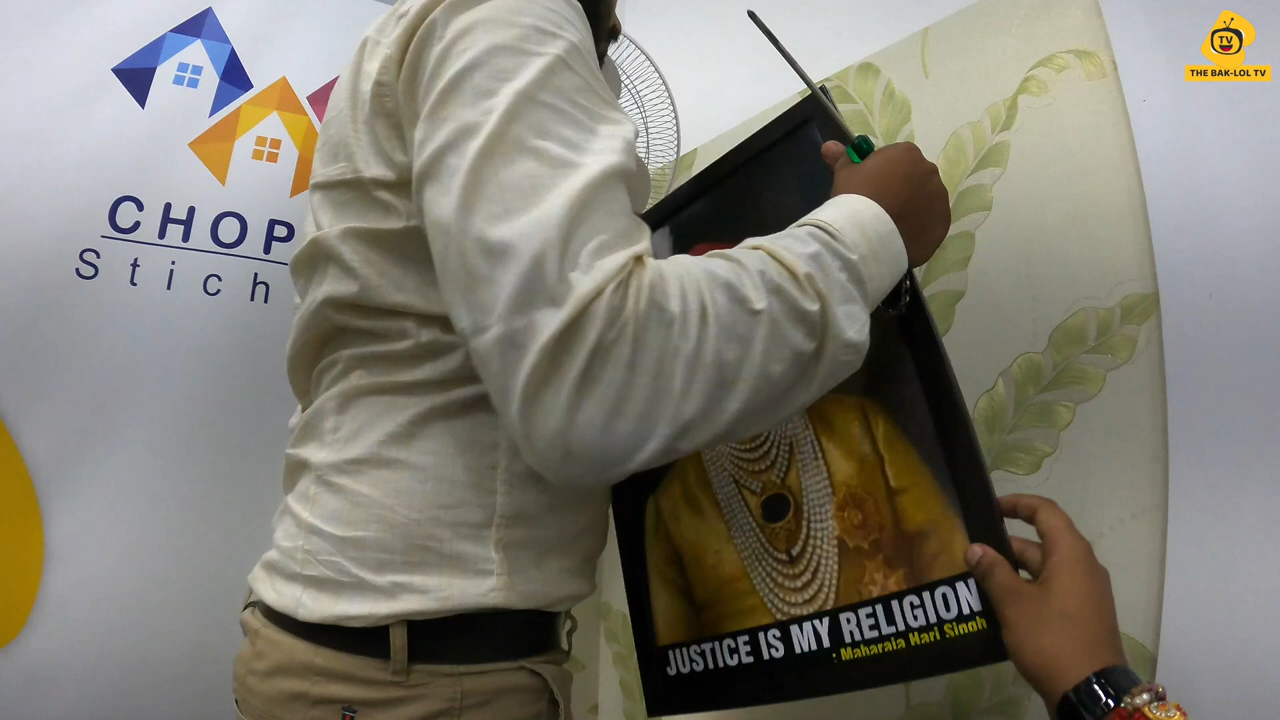 TV
THE BAK-LOL TV
CHOP
Stich
JUSTICE IS MY RELIGION
: Maharaja Hari Singh